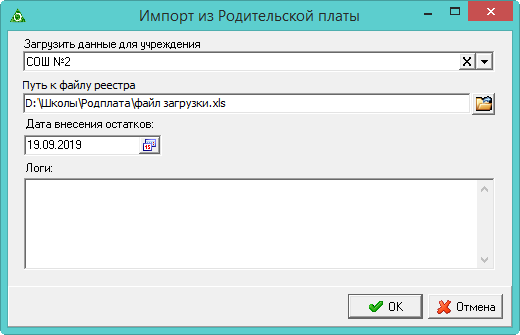 Импорт из Родительской платы
Загрузить данные для учреждения
СОШ №2
Путь к файлу реестра
D:\Школы\Родплата\файл загрузки.xls
Дата внесения остатков:
19.09.2019
Логи:
OK
Отмена